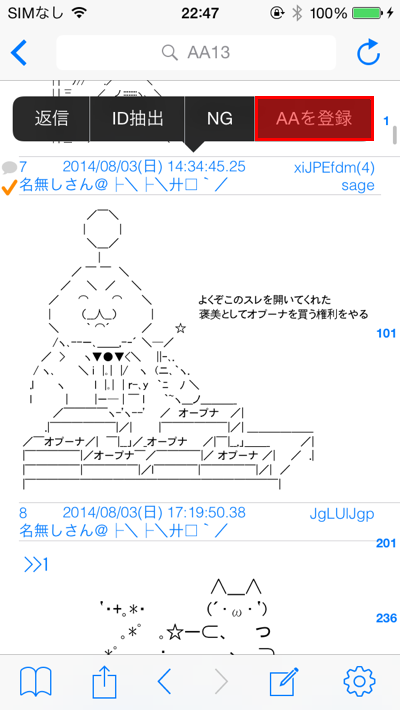 SIMなし 22:47 100%
AA13
返信 ID抽出 NG AAを登録
1
7 2014/08/03(日) 14:34:45.25 xiJPEfdm(4)
名無しさん@├＼├＼廾□｀／ sage
よくぞこのスレを開いてくれた
褒美としてオプーナを買う権利をやる
101
オプーナ
オプーナ オプーナ
オプーナ オプーナ
8 2014/08/03(日) 17:19:50.38 JgLUlJgp
名無しさん@├＼├＼廾□｀／
201
>>1
236